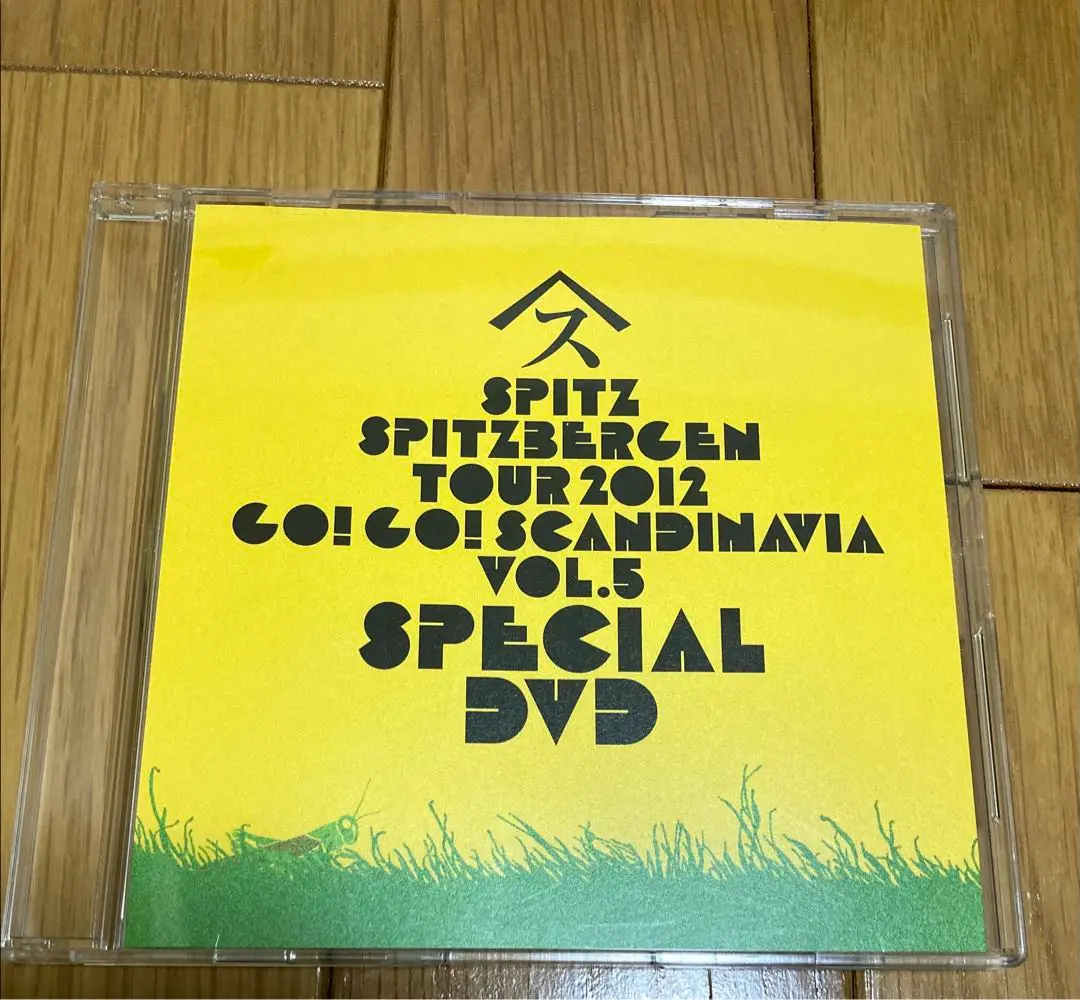 ス
SPITZ
SPITZBERGEN
TOUR 2012
GO! GO! SCANDINAVIA
VOL.5
SPECIAL
DVD